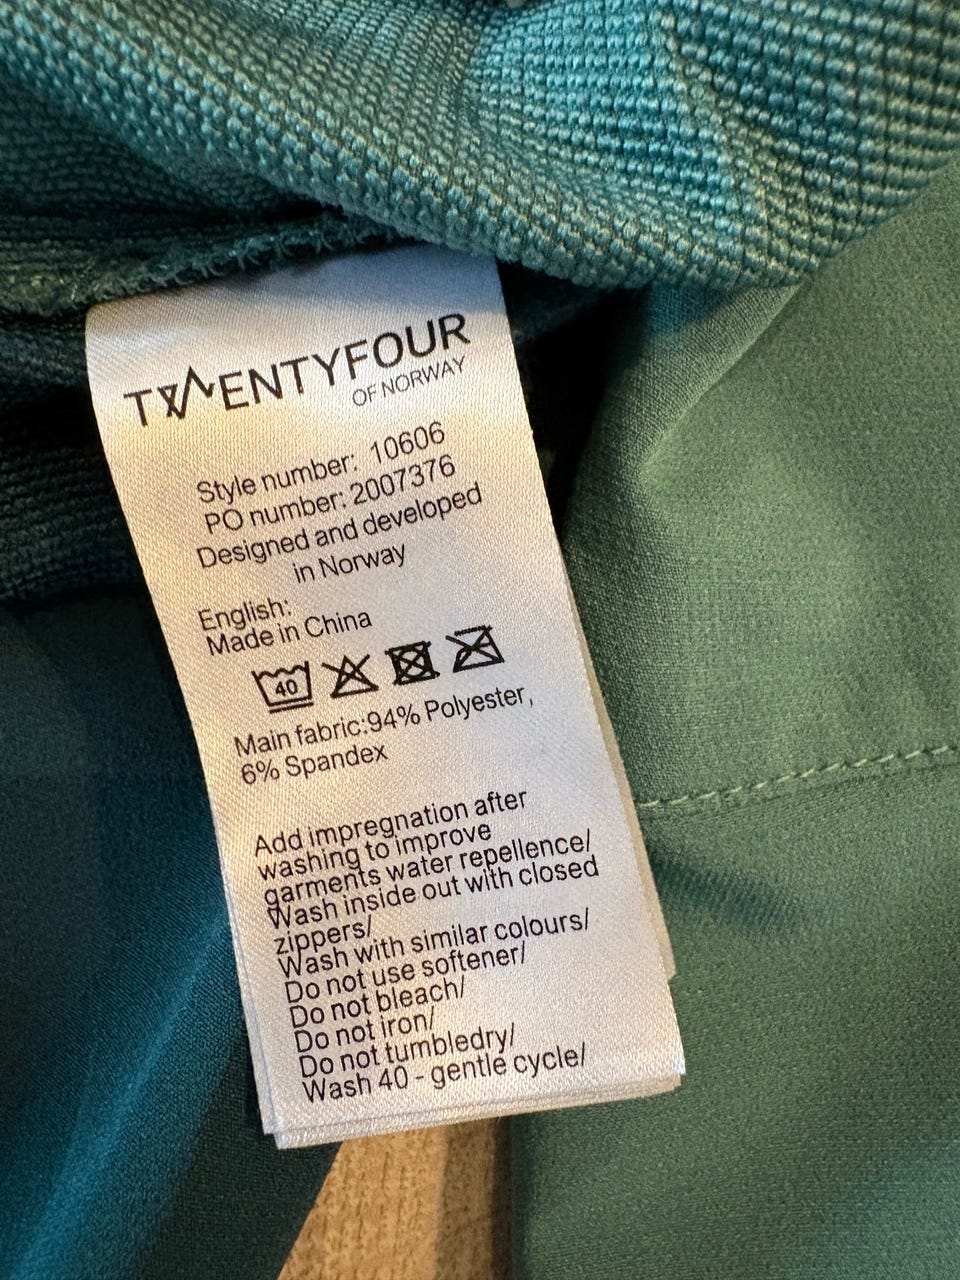 TWENTYFOUR
OF NORWAY
Style number: 10606
PO number: 2007376
Designed and developed
in Norway
English:
Made in China
40
Main fabric:94% Polyester,
6% Spandex
Add impregnation after
washing to improve
garments water repellence/
Wash inside out with closed
zippers/
Wash with similar colours/
Do not use softener/
Do not bleach/
Do not iron/
Do not tumbledry/
Wash 40 - gentle cycle/